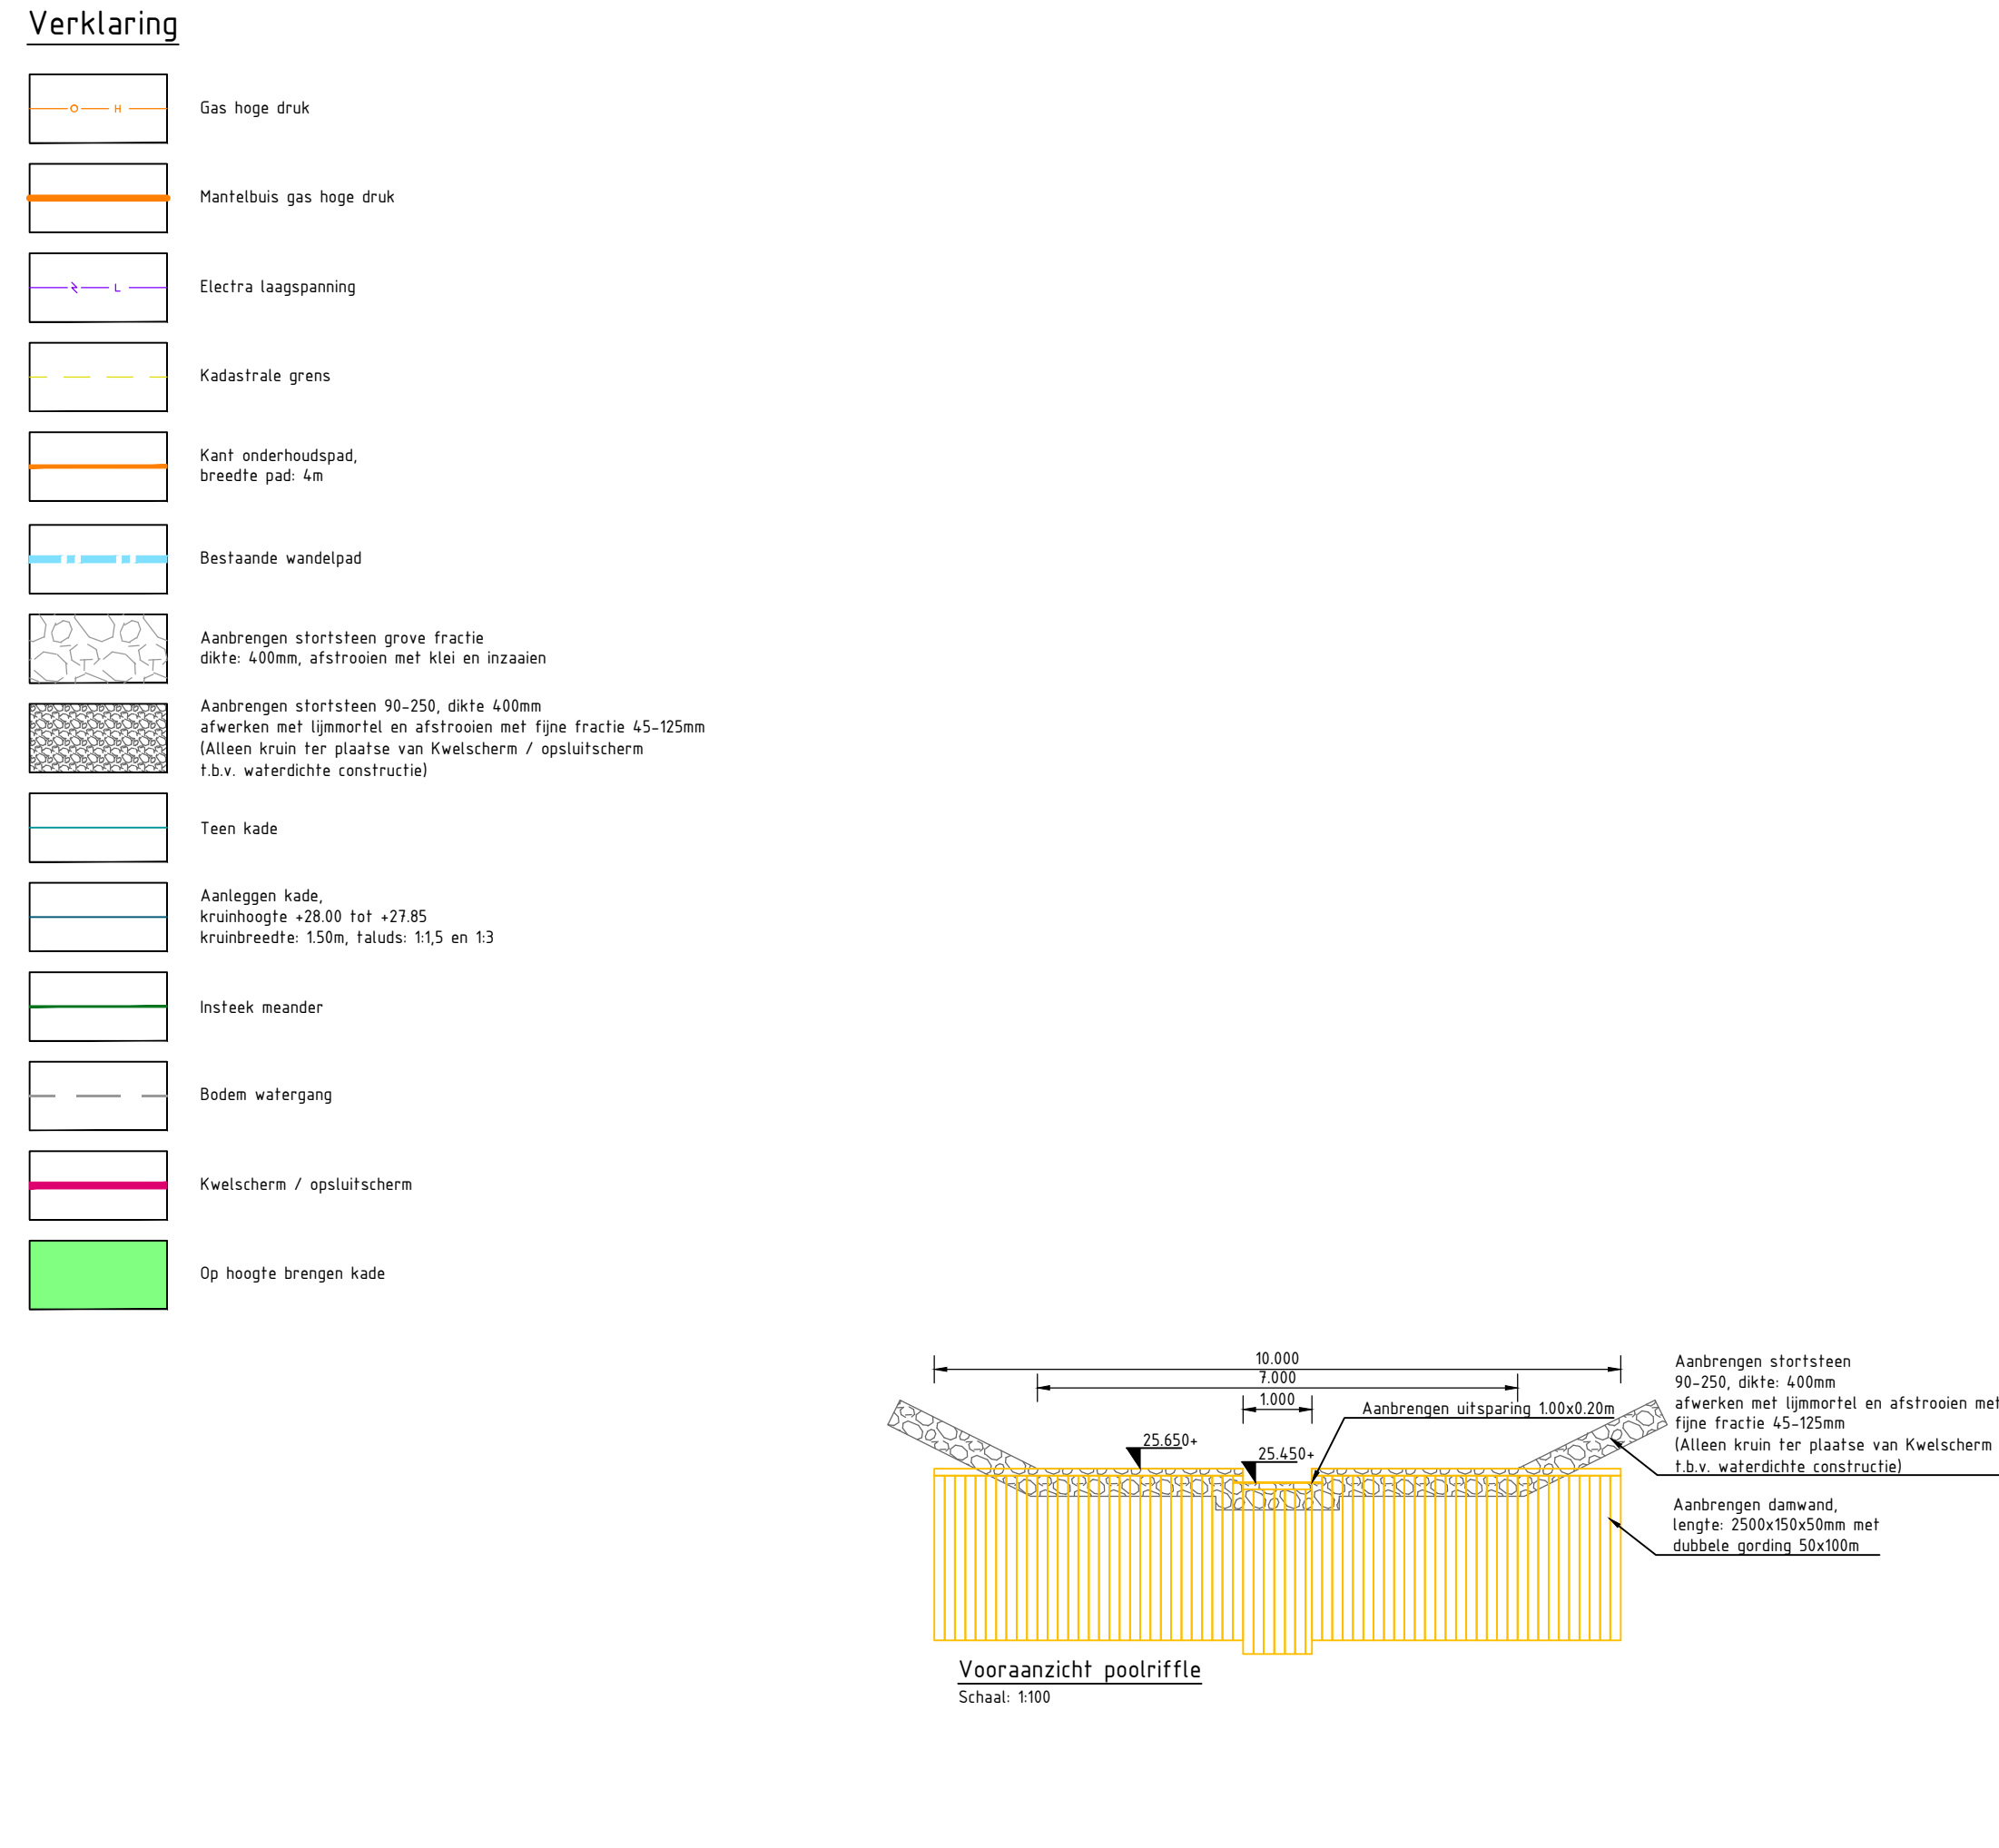 Verklaring
O H
Gas hoge druk
Mantelbuis gas hoge druk
L
Electra laagspanning
Kadastrale grens
Kant onderhoudspad,
breedte pad: 4m
Bestaande wandelpad
Aanbrengen stortsteen grove fractie
dikte: 400mm, afstrooien met klei en inzaaien
Aanbrengen stortsteen 90-250, dikte 400mm
afwerken met lijmmortel en afstrooien met fijne fractie 45-125mm
(Alleen kruin ter plaatse van Kwelscherm / opsluitscherm
t.b.v. waterdichte constructie)
Teen kade
Aanleggen kade,
kruinhoogte +28.00 tot +27.85
kruinbreedte: 1.50m, taluds: 1:1,5 en 1:3
Insteek meander
Bodem watergang
Kwelscherm / opsluitscherm
Op hoogte brengen kade
10.000
7.000
1.000
Aanbrengen uitsparing 1.00x0.20m
25.650+
25.450+
Aanbrengen stortsteen
90-250, dikte: 400mm
afwerken met lijmmortel en afstrooien met
fijne fractie 45-125mm
(Alleen kruin ter plaatse van Kwelscherm
t.b.v. waterdichte constructie)
Aanbrengen damwand,
lengte: 2500x150x50mm met
dubbele gording 50x100m
Vooraanzicht poolriffle
Schaal: 1:100